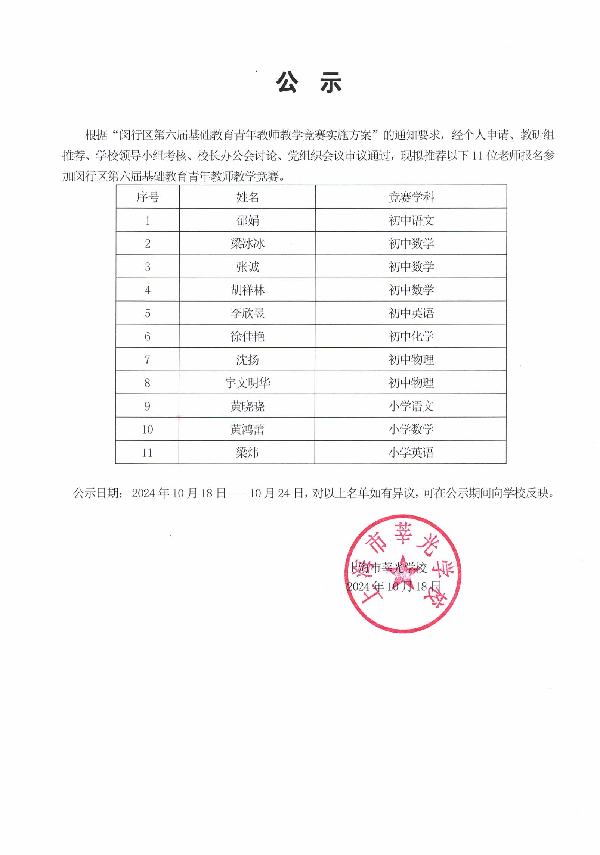 公 示
根据“闵行区第六届基础教育青年教师教学竞赛实施方案”的通知要求，经个人申请、教研组
推荐、学校领导小组考核、校长办公会讨论、党组织会议审议通过，现拟推荐以下 11 位老师报名参
加闵行区第六届基础教育青年教师教学竞赛。
序号 姓名 竞赛学科
1 邵娟 初中语文
2 梁冰冰 初中数学
3 张诚 初中数学
4 胡祥林 初中数学
5 李欣昱 初中英语
6 徐佳艳 初中化学
7 沈扬 初中物理
8 宇文明华 初中物理
9 黄晓骁 小学语文
10 黄鸿蕾 小学数学
11 梁炜 小学英语
公示日期： 2024 年 10 月 18 日——10 月 24 日，对以上名单如有异议，可在公示期间向学校反映。
上海市莘光学校
2024 年 10 月 18 日
上海市莘光学校